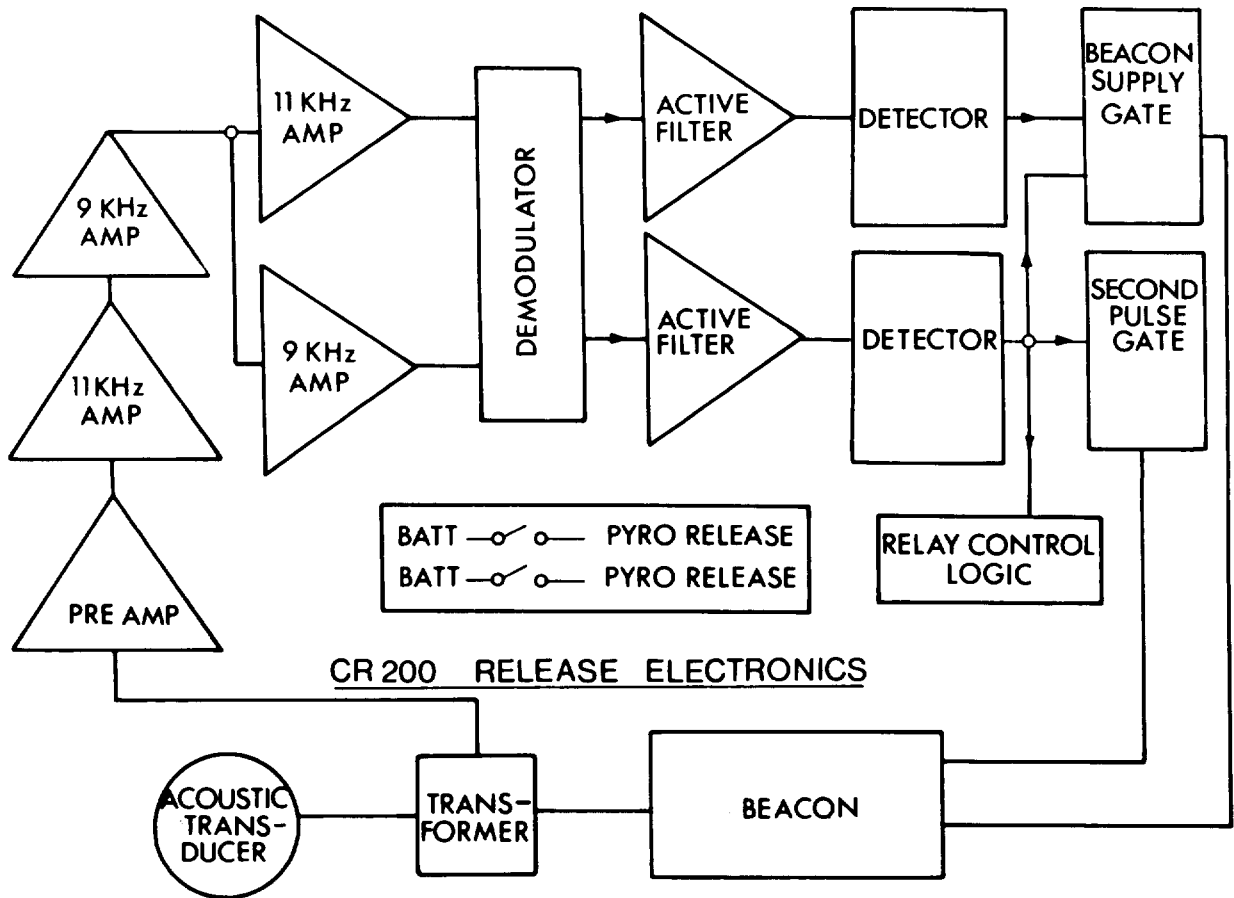 11 KHz
AMP
9 KHz
AMP
11 KHz
AMP
PRE AMP
9 KHz
AMP
DEMODULATOR
ACTIVE
FILTER
ACTIVE
FILTER
DETECTOR
DETECTOR
BEACON
SUPPLY
GATE
SECOND
PULSE
GATE
RELAY CONTROL
LOGIC
BATT PYRO RELEASE
BATT PYRO RELEASE
CR 200 RELEASE ELECTRONICS
ACOUSTIC
TRANS-
DUCER
TRANS-
FORMER
BEACON